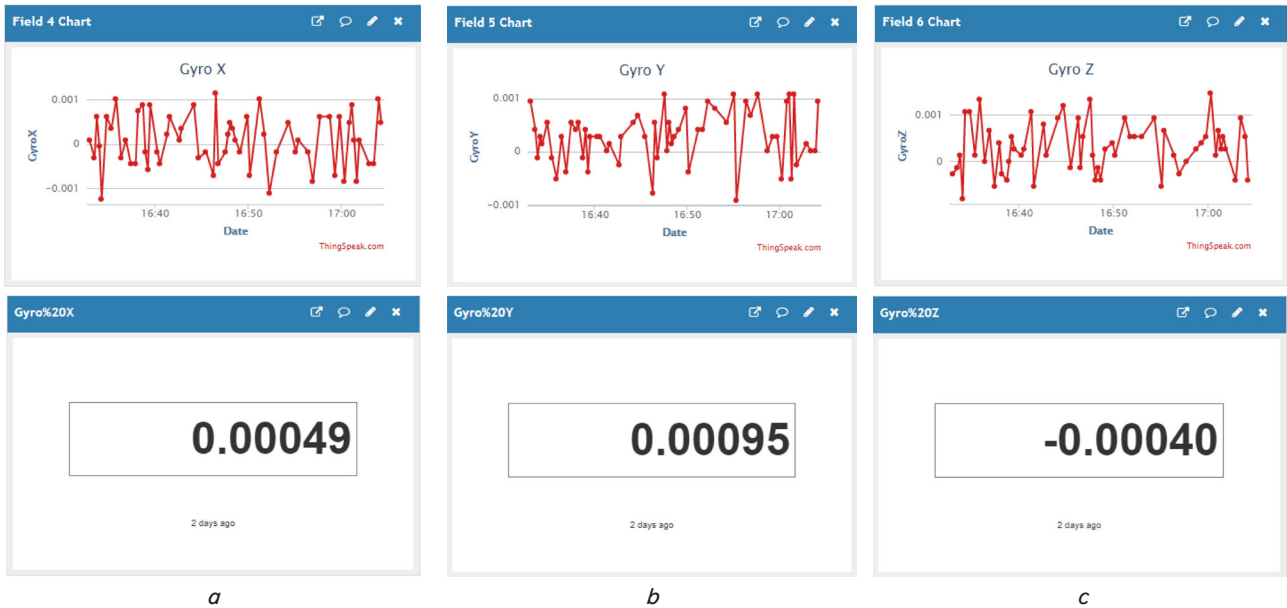 Field 4 Chart
Gyro X
GyroX
0.001
0
−0.001
16:40 16:50 17:00
Date
ThingSpeak.com
Field 5 Chart
Gyro Y
GyroY
0.001
0
−0.001
16:40 16:50 17:00
Date
ThingSpeak.com
Field 6 Chart
Gyro Z
GyroZ
0.001
0
16:40 16:50 17:00
Date
ThingSpeak.com
Gyro%20X
0.00049
2 days ago
Gyro%20Y
0.00095
2 days ago
Gyro%20Z
-0.00040
2 days ago
a
b
c